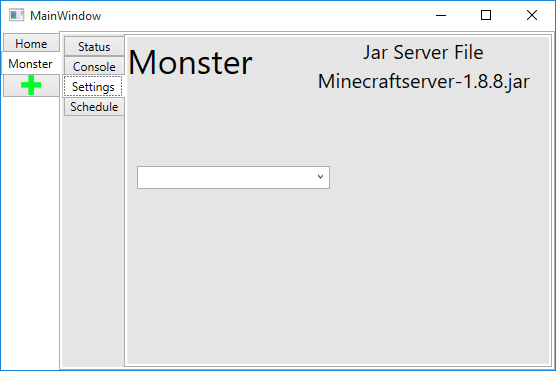 MainWindow
Home
Monster
Status
Console
Settings
Schedule
Monster
Jar Server File
Minecraftserver-1.8.8.jar